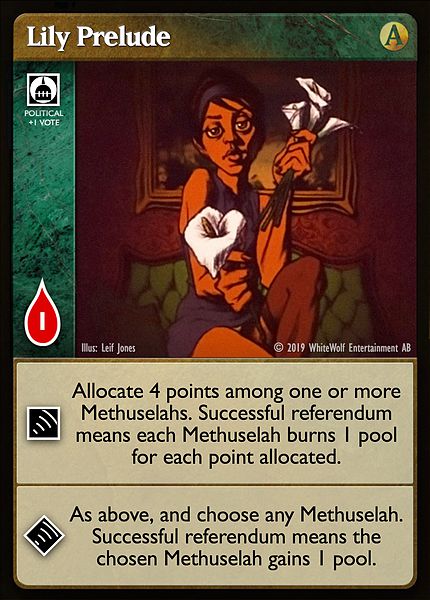 Lily Prelude
A
POLITICAL
+1 VOTE
1
Illus: Leif Jones
© 2019 WhiteWolf Entertainment AB
Allocate 4 points among one or more
Methuselahs. Successful referendum
means each Methuselah burns 1 pool
for each point allocated.
As above, and choose any Methuselah.
Successful referendum means the
chosen Methuselah gains 1 pool.